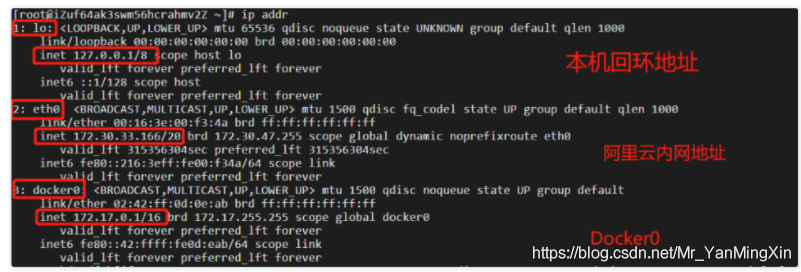 [root@iZuf64ak3swm56hcrahmv2Z ~]# ip addr
1: lo: <LOOPBACK,UP,LOWER_UP> mtu 65536 qdisc noqueue state UNKNOWN group default qlen 1000
link/loopback 00:00:00:00:00:00 brd 00:00:00:00:00:00
inet 127.0.0.1/8 scope host lo
valid_lft forever preferred_lft forever
本机回环地址
inet6 ::1/128 scope host
valid_lft forever preferred_lft forever
2: eth0: <BROADCAST,MULTICAST,UP,LOWER_UP> mtu 1500 qdisc fq_codel state UP group default qlen 1000
link/ether 00:16:3e:00:f3:4a brd ff:ff:ff:ff:ff:ff
inet 172.30.33.166/20 brd 172.30.47.255 scope global dynamic noprefixroute eth0
valid_lft 315356304sec preferred_lft 315356304sec
阿里云内网地址
inet6 fe80::216:3eff:fe00:f34a/64 scope link
valid_lft forever preferred_lft forever
3: docker0: <BROADCAST,MULTICAST,UP,LOWER_UP> mtu 1500 qdisc noqueue state UP group default
link/ether 02:42:ff:0d:0e:ab brd ff:ff:ff:ff:ff:ff
inet 172.17.0.1/16 brd 172.17.255.255 scope global docker0
valid_lft forever preferred_lft forever
Docker0
inet6 fe80::42:ffff:fe0d:eab/64 scope link
https://blog.csdn.net/Mr_YanMingXin
valid_lft forever preferred_lft forever